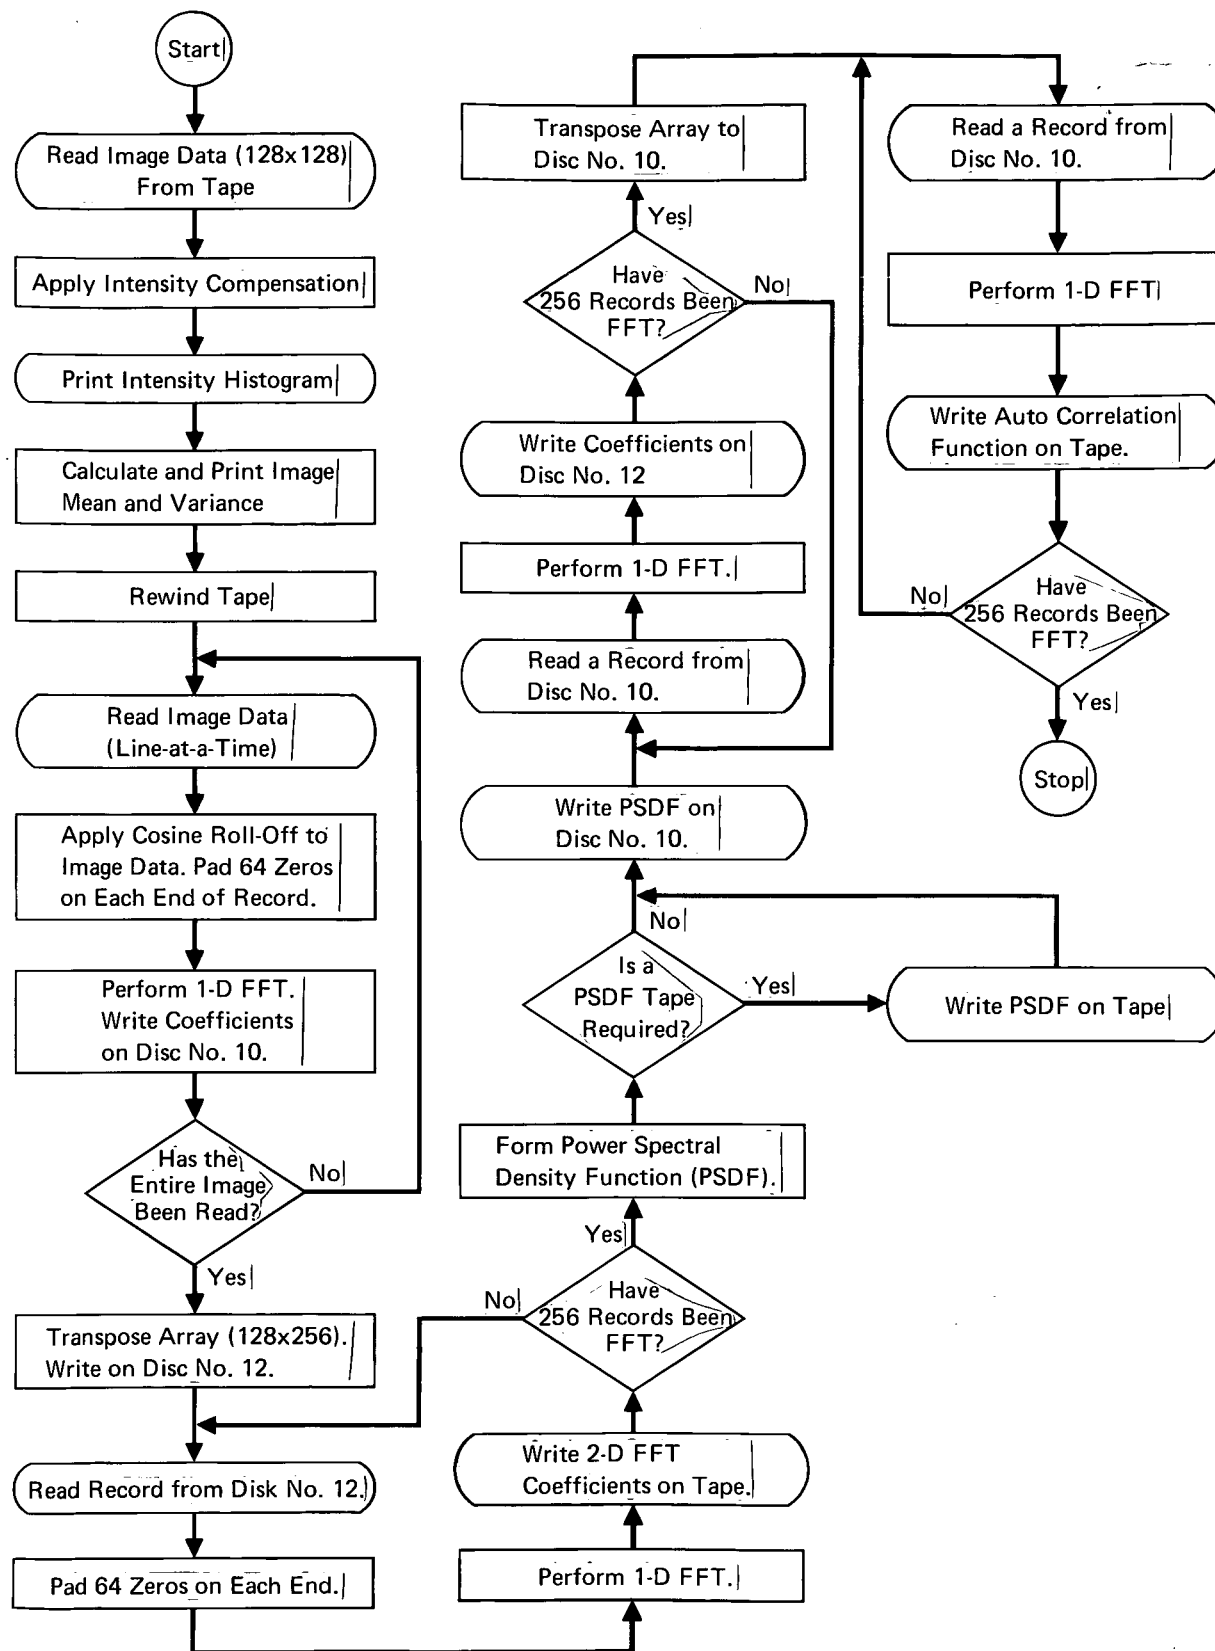 Start
Read Image Data (128x128)
From Tape
Apply Intensity Compensation
Print Intensity Histogram
Calculate and Print Image
Mean and Variance
Rewind Tape
Read Image Data
(Line-at-a-Time)
Apply Cosine Roll-Off to
Image Data. Pad 64 Zeros
on Each End of Record.
Perform 1-D FFT.
Write Coefficients
on Disc No. 10.
Has the
Entire Image
Been Read?
No
Yes
Transpose Array (128x256).
Write on Disc No. 12.
Read Record from Disk No. 12.
Pad 64 Zeros on Each End.
Perform 1-D FFT.
Write 2-D FFT
Coefficients on Tape.
Have
256 Records Been
FFT?
No
Yes
Form Power Spectral
Density Function (PSDF).
Is a
PSDF Tape
Required?
Yes
Write PSDF on Tape
No
Write PSDF on
Disc No. 10.
Read a Record from
Disc No. 10.
Perform 1-D FFT.
Write Coefficients on
Disc No. 12
Have
256 Records Been
FFT?
No
Yes
Transpose Array to
Disc No. 10.
Read a Record from
Disc No. 10.
Perform 1-D FFT
Write Auto Correlation
Function on Tape.
Have
256 Records Been
FFT?
No
Yes
Stop